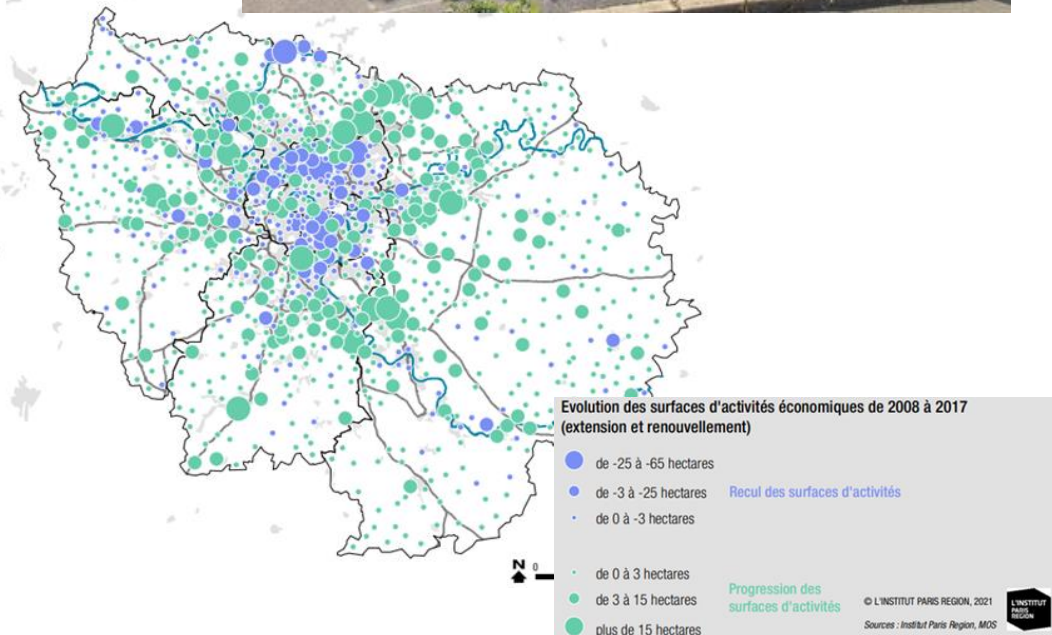 Evolution des surfaces d'activités économiques de 2008 à 2017
(extension et renouvellement)
de -25 à -65 hectares
de -3 à -25 hectares
Recul des surfaces d'activités
de 0 à -3 hectares
N 0
de 0 à 3 hectares
de 3 à 15 hectares
Progression des
surfaces d'activités
plus de 15 hectares
© L'INSTITUT PARIS REGION, 2021
Sources : Institut Paris Region, MOS
L'INSTITUT
PARIS
REGION